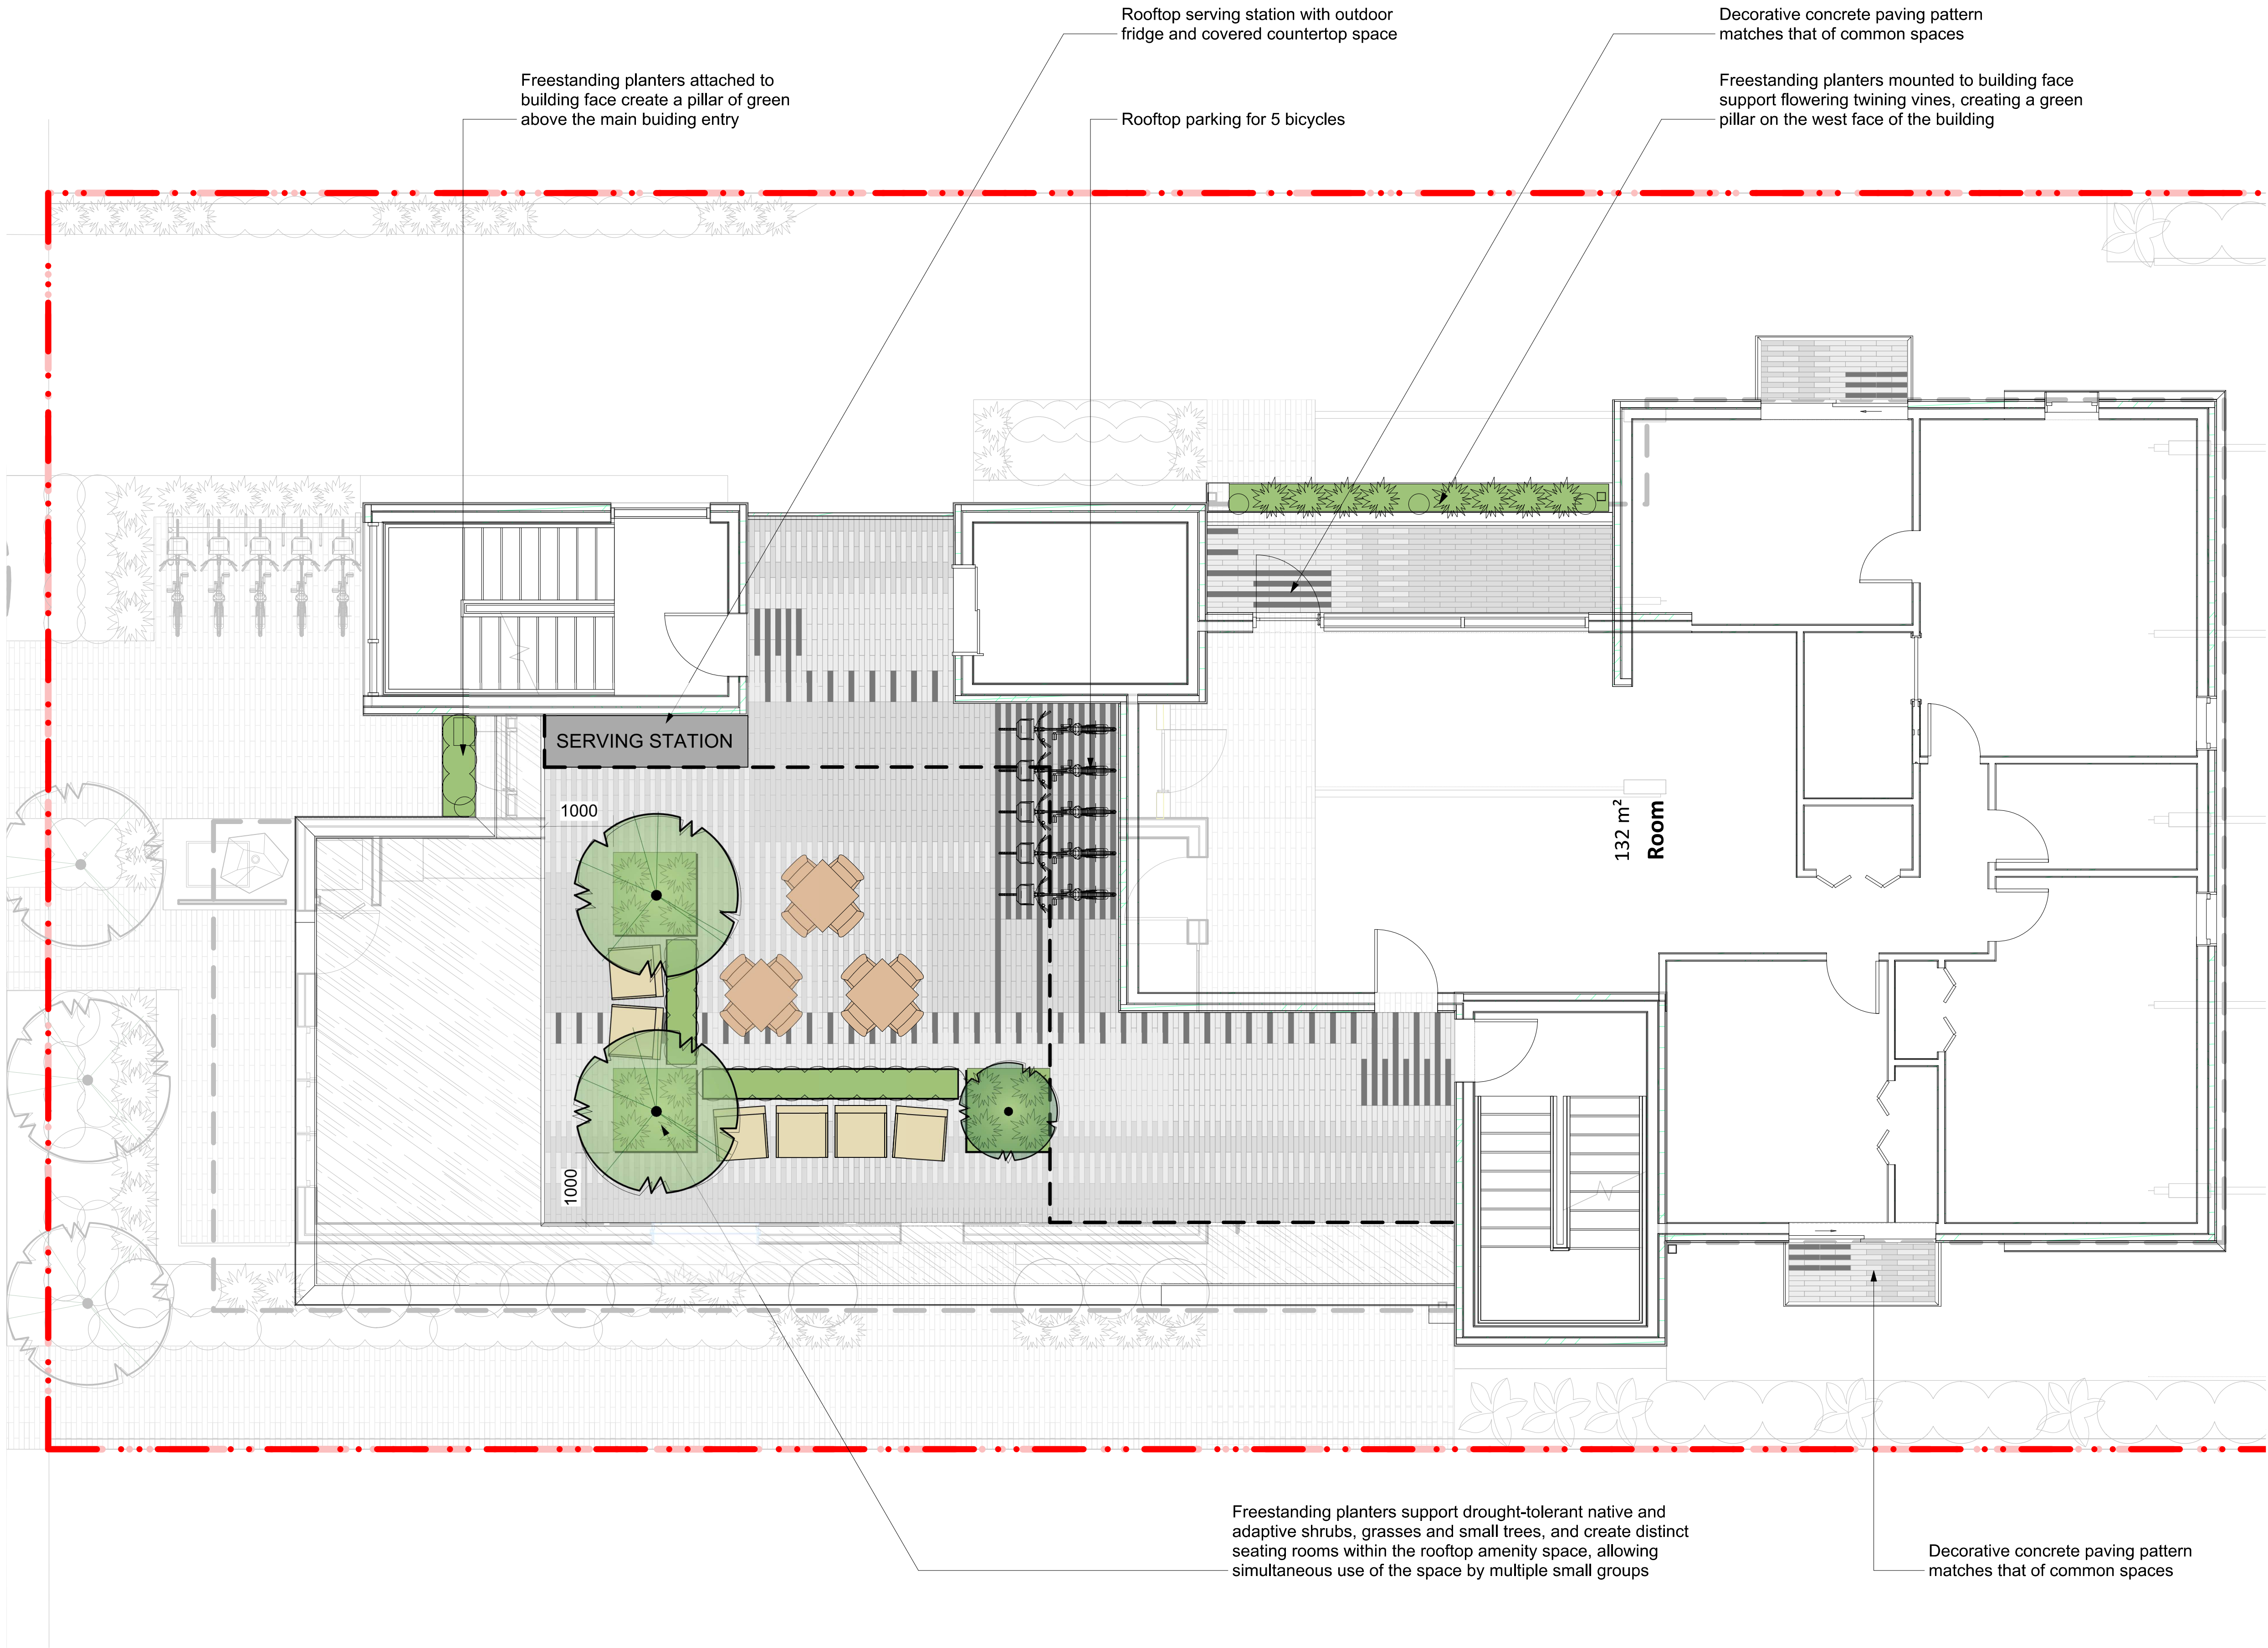 Rooftop serving station with outdoor
fridge and covered countertop space
Decorative concrete paving pattern
matches that of common spaces
Freestanding planters attached to
building face create a pillar of green
above the main buiding entry
Rooftop parking for 5 bicycles
Freestanding planters mounted to building face
support flowering twining vines, creating a green
pillar on the west face of the building
SERVING STATION
1000
132 m²
Room
1000
Freestanding planters support drought-tolerant native and
adaptive shrubs, grasses and small trees, and create distinct
seating rooms within the rooftop amenity space, allowing
simultaneous use of the space by multiple small groups
Decorative concrete paving pattern
matches that of common spaces